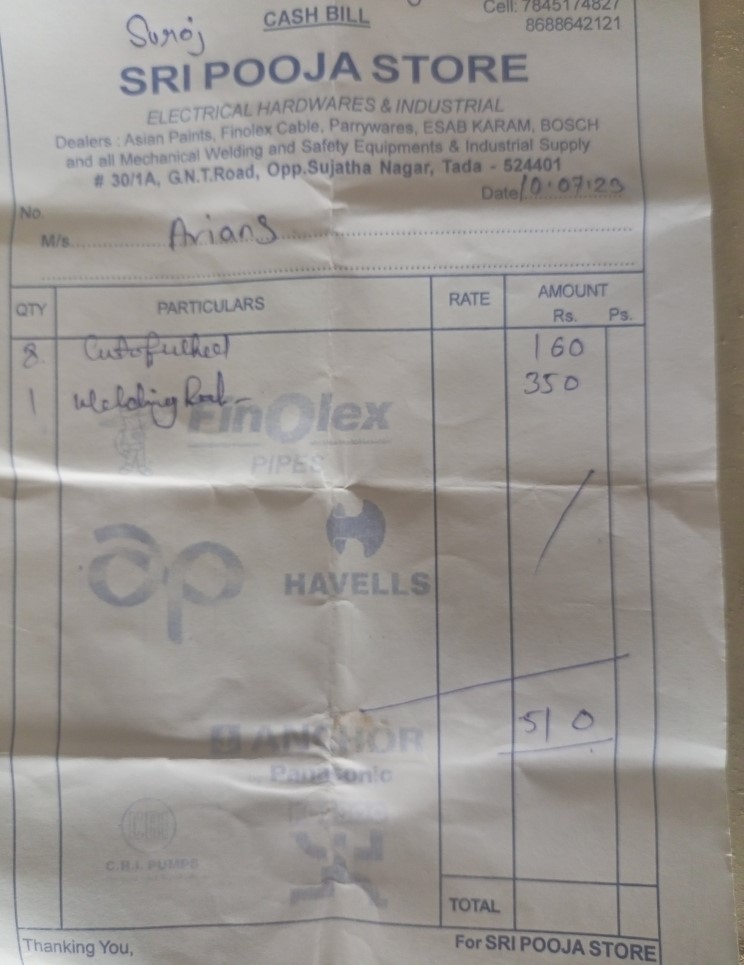 Suroj
CASH BILL
Cell: 7845174827
8688642121
SRI POOJA STORE
ELECTRICAL HARDWARES & INDUSTRIAL
Dealers : Asian Paints, Finolex Cable, Parrywares, ESAB KARAM, BOSCH
and all Mechanical Welding and Safety Equipments & Industrial Supply
# 30/1A, G.N.T.Road, Opp.Sujatha Nagar, Tada - 524401
Date 10.07.23
No
M/s. Arians
QTY PARTICULARS RATE AMOUNT
Rs. Ps.
8 160
1 Welding 350
FinOlex
PIPES
ap
HAVELLS
510
ANCHOR
Panasonic
C.R.I. PUMPS
TOTAL
Thanking You, For SRI POOJA STORE